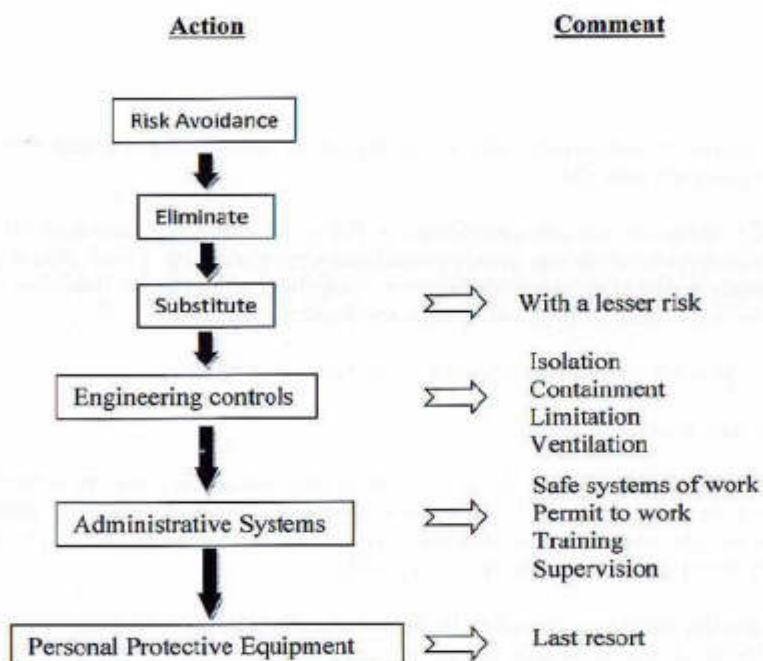 Action Comment
Risk Avoidance
Eliminate
Substitute With a lesser risk
Engineering controls
Isolation
Containment
Limitation
Ventilation
Administrative Systems
Safe systems of work
Permit to work
Training
Supervision
Personal Protective Equipment Last resort